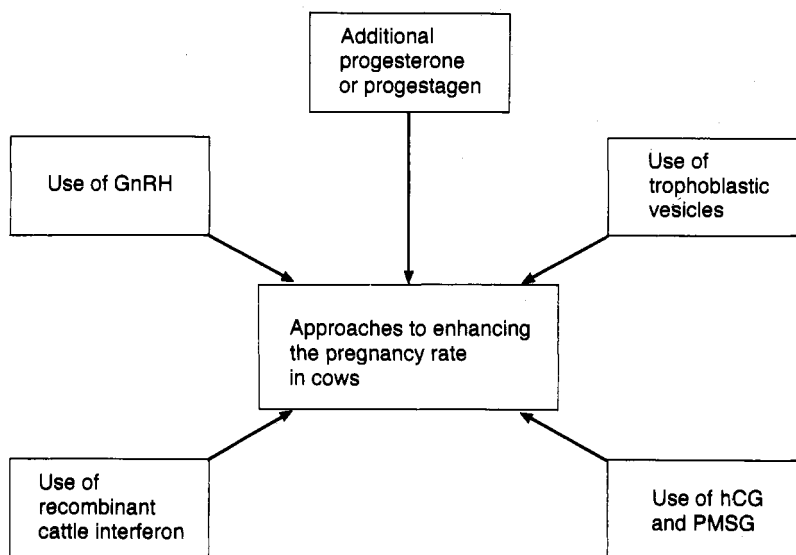 Additional
progesterone
or progestagen
Use of GnRH
Use of
trophoblastic
vesicles
Approaches to enhancing
the pregnancy rate
in cows
Use of
recombinant
cattle interferon
Use of hCG
and PMSG